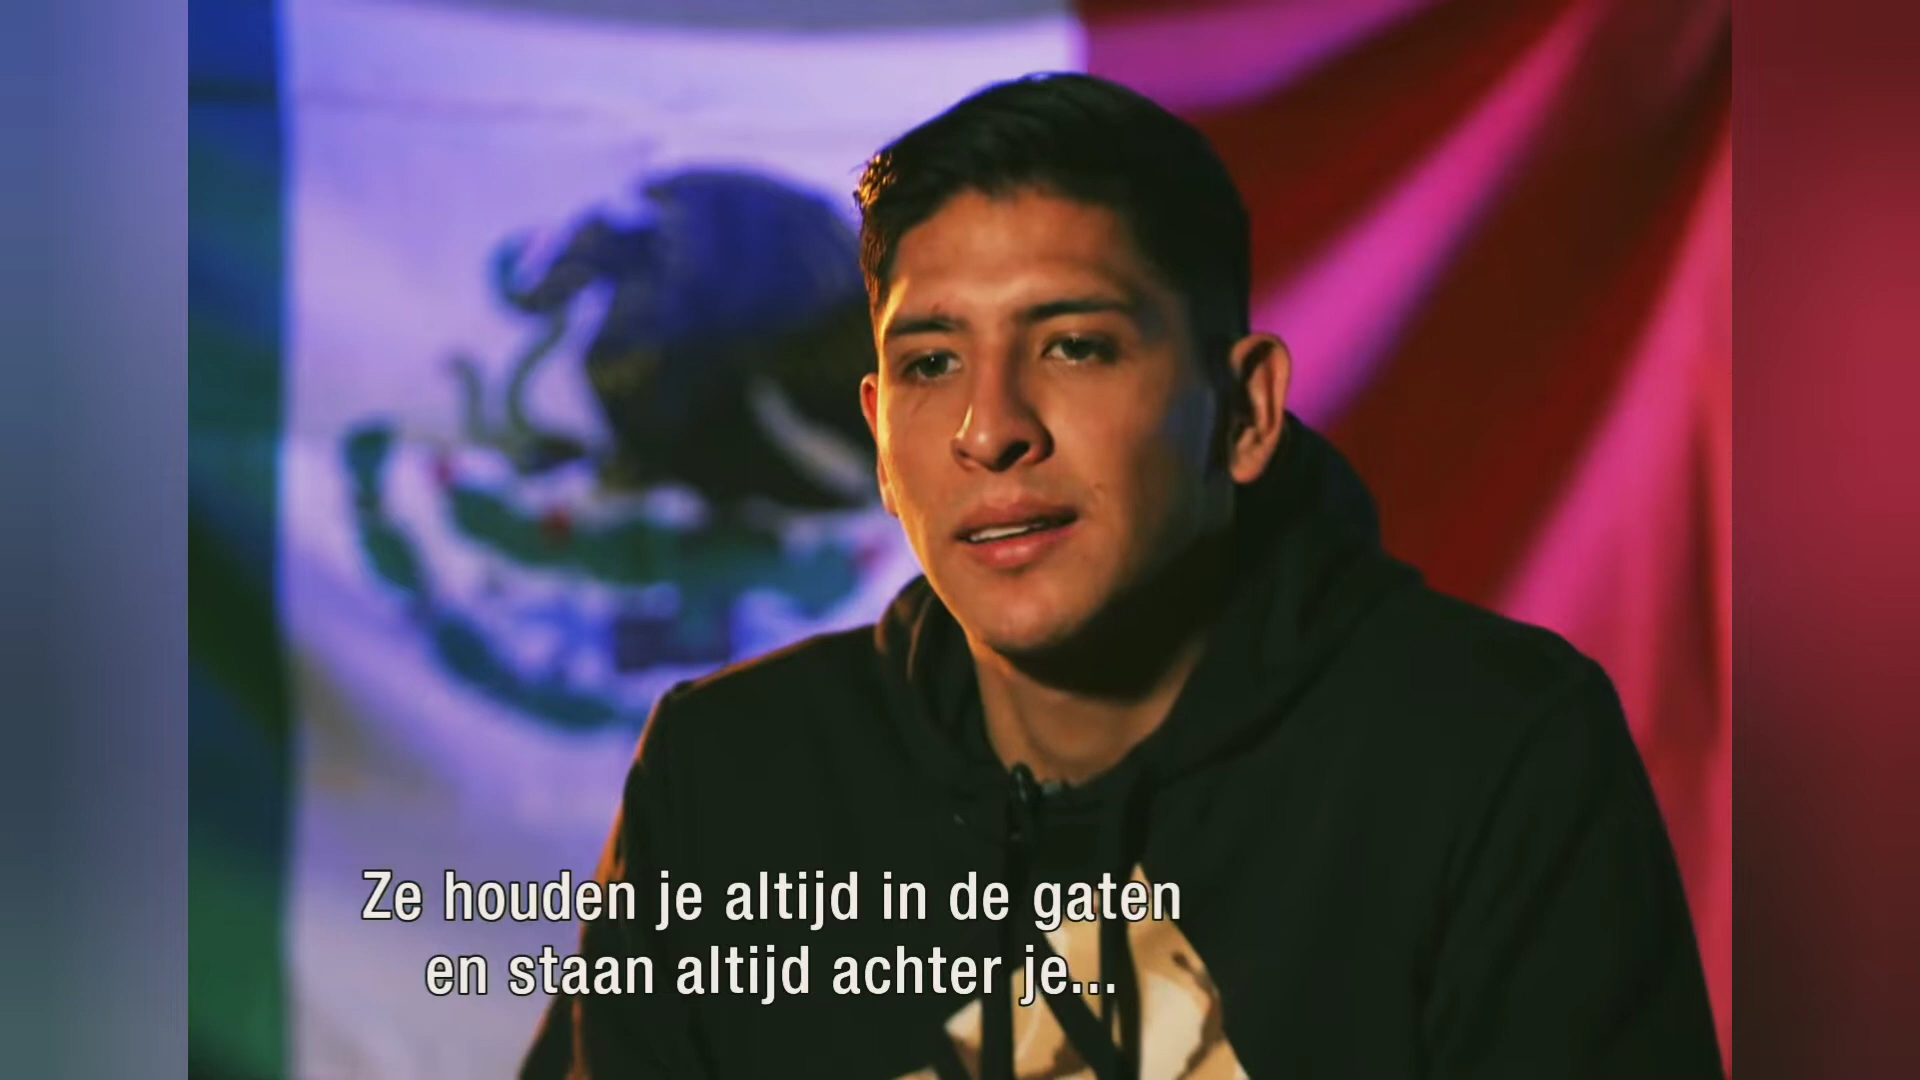 Ze houden je altijd in de gaten
en staan altijd achter je...